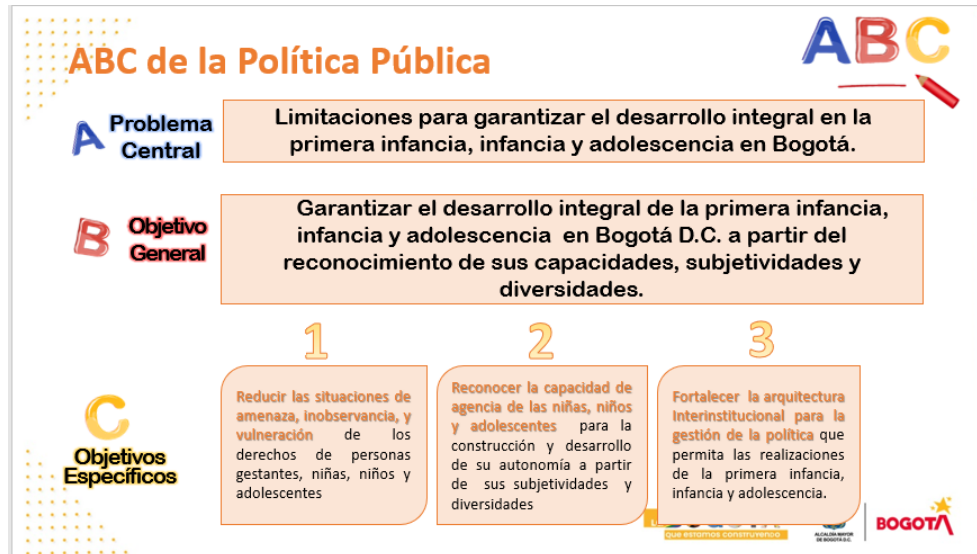 ABC de la Política Pública
ABC
A Problema
Central
Limitaciones para garantizar el desarrollo integral en la
primera infancia, infancia y adolescencia en Bogotá.
B Objetivo
General
Garantizar el desarrollo integral de la primera infancia,
infancia y adolescencia en Bogotá D.C. a partir del
reconocimiento de sus capacidades, subjetividades y
diversidades.
C
Objetivos
Específicos
1
Reducir las situaciones de
amenaza, inobservancia, y
vulneración de los
derechos de personas
gestantes, niñas, niños y
adolescentes
2
Reconocer la capacidad de
agencia de las niñas, niños
y adolescentes para la
construcción y desarrollo
de su autonomía a partir
de sus subjetividades y
diversidades
3
Fortalecer la arquitectura
Interinstitucional para la
gestión de la política que
permita las realizaciones
de la primera infancia,
infancia y adolescencia.
que estamos construyendo
ALCALDÍA MAYOR
DE BOGOTÁ D.C.
BOGOTÁ